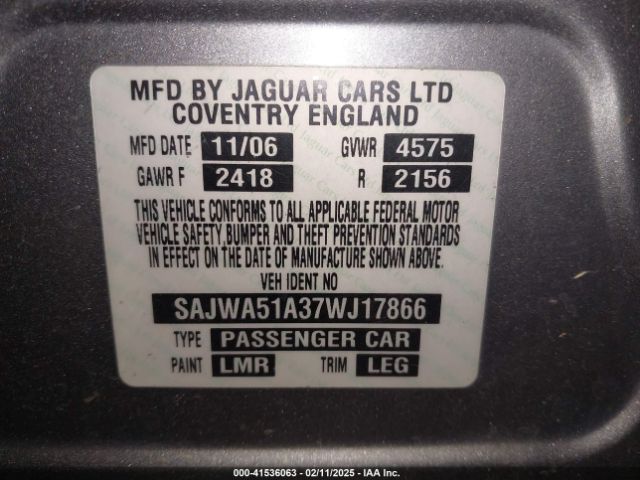 MFD BY JAGUAR CARS LTD
COVENTRY ENGLAND
MFD DATE 11/06 GVWR 4575
GAWR F 2418 R 2156
THIS VEHICLE CONFORMS TO ALL APPLICABLE FEDERAL MOTOR
VEHICLE SAFETY,BUMPER AND THEFT PREVENTION STANDARDS
IN EFFECT ON THE DATE OF MANUFACTURE SHOWN ABOVE.
VEH IDENT NO
SAJWA51A37WJ17866
TYPE PASSENGER CAR
PAINT LMR TRIM LEG
000-41536063 - 02/11/2025 - IAA Inc.